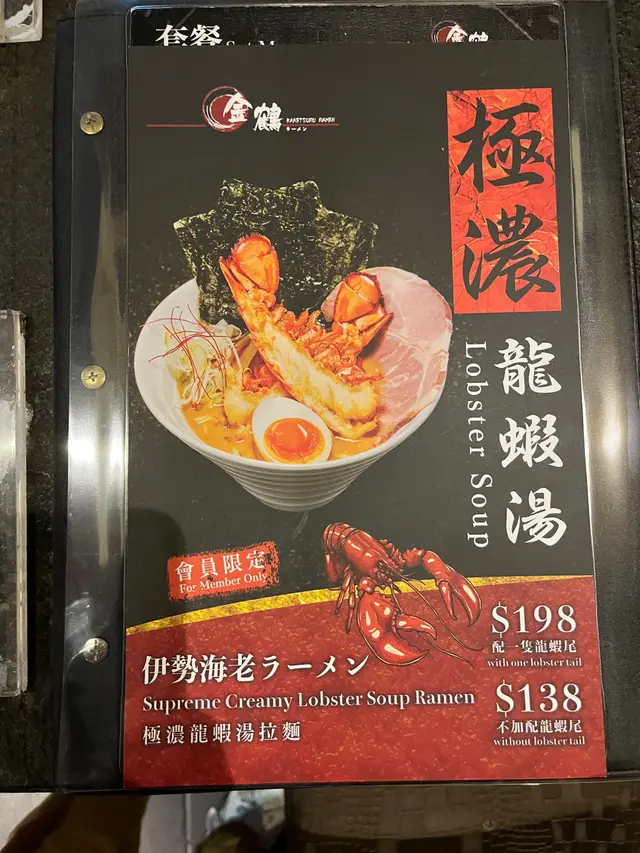 套餐
金鶴
金鶴
KAKETSURU RAMEN
ラーメン
極濃
龍蝦湯
Lobster Soup
會員限定
For Member Only
$198
配一隻龍蝦尾
with one lobster tail
伊勢海老ラーメン
Supreme Creamy Lobster Soup Ramen
極濃龍蝦湯拉麵
$138
不加配龍蝦尾
without lobster tail